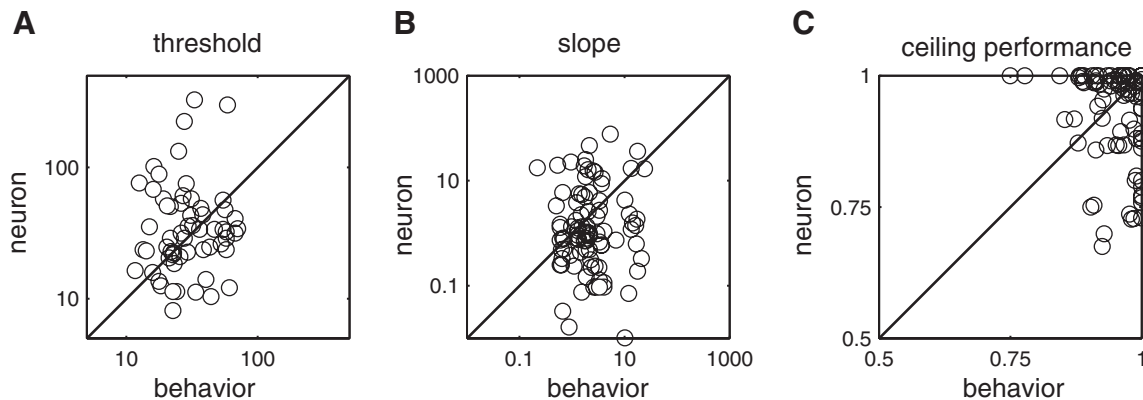 A
threshold
100
10
neuron
10
100
behavior
B
slope
1000
10
0.1
neuron
0.1
10
1000
behavior
C
ceiling performance
1
0.75
0.5
neuron
0.5
0.75
1
behavior